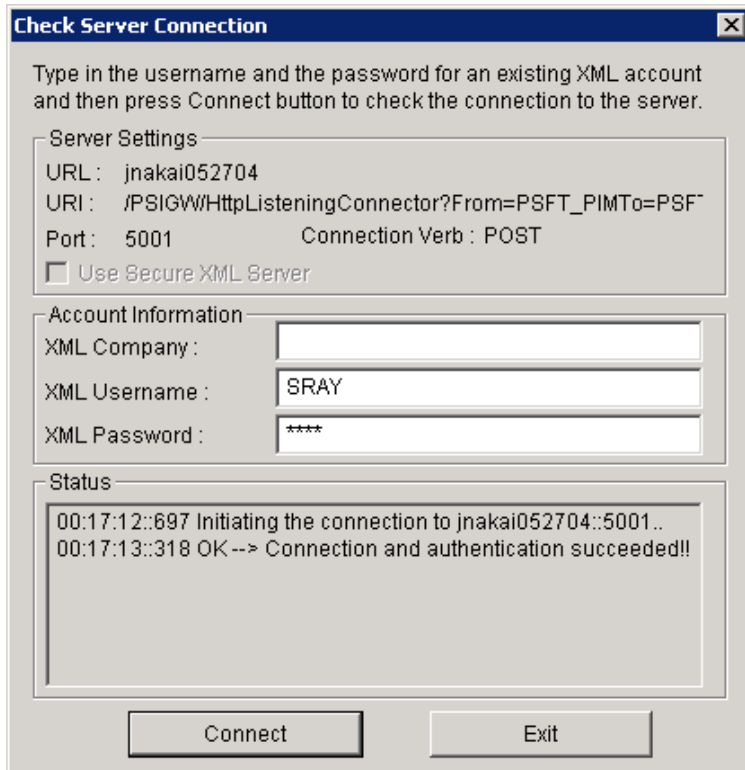 Check Server Connection
Type in the username and the password for an existing XML account
and then press Connect button to check the connection to the server.
Server Settings
URL : jnakai052704
URI : /PSIGW/HttpListeningConnector?From=PSFT_PIMTo=PSFT
Port : 5001 Connection Verb : POST
Use Secure XML Server
Account Information
XML Company :
XML Username : SRAY
XML Password : ****
Status
00:17:12::697 Initiating the connection to jnakai052704::5001..
00:17:13::318 OK --> Connection and authentication succeeded!!
Connect Exit